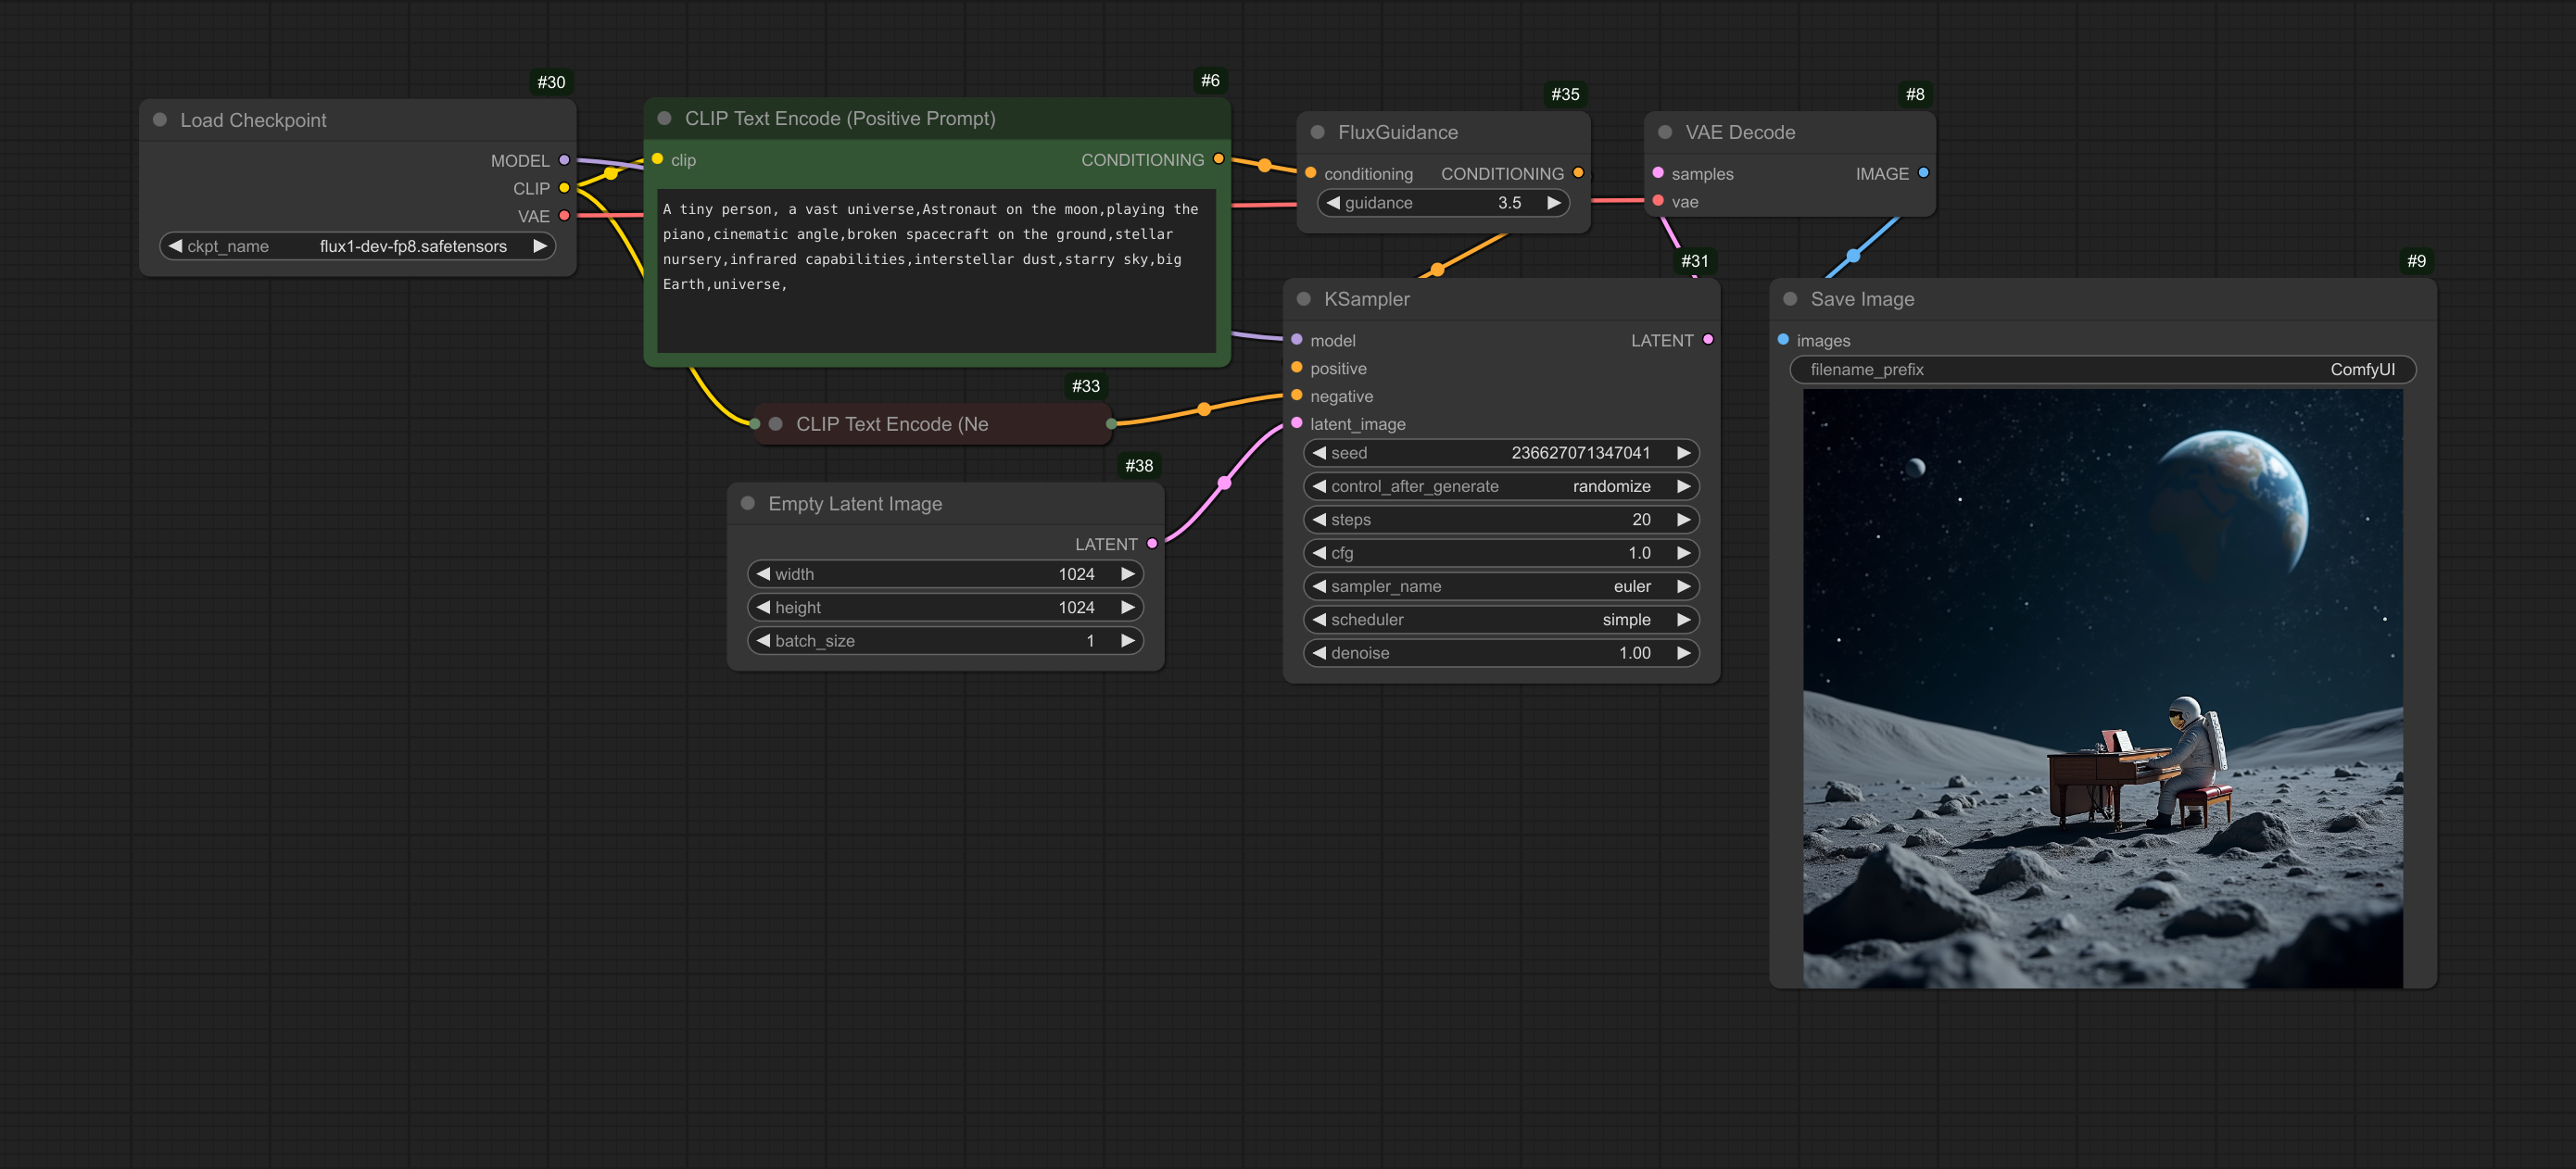 #30
Load Checkpoint
MODEL
CLIP
VAE
ckpt_name flux1-dev-fp8.safetensors
#6
CLIP Text Encode (Positive Prompt)
clip CONDITIONING
A tiny person, a vast universe,Astronaut on the moon,playing the
piano,cinematic angle,broken spacecraft on the ground,stellar
nursery,infrared capabilities,interstellar dust,starry sky,big
Earth,universe,
#33
CLIP Text Encode (Ne
#38
Empty Latent Image
LATENT
width 1024
height 1024
batch_size 1
#35
FluxGuidance
conditioning CONDITIONING
guidance 3.5
#8
VAE Decode
samples IMAGE
vae
#31
KSampler
model LATENT
positive
negative
latent_image
seed 236627071347041
control_after_generate randomize
steps 20
cfg 1.0
sampler_name euler
scheduler simple
denoise 1.00
#9
Save Image
images
filename_prefix ComfyUI